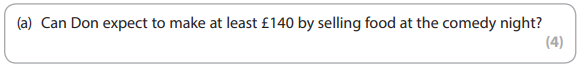 (a) Can Don expect to make at least £140 by selling food at the comedy night?
(4)